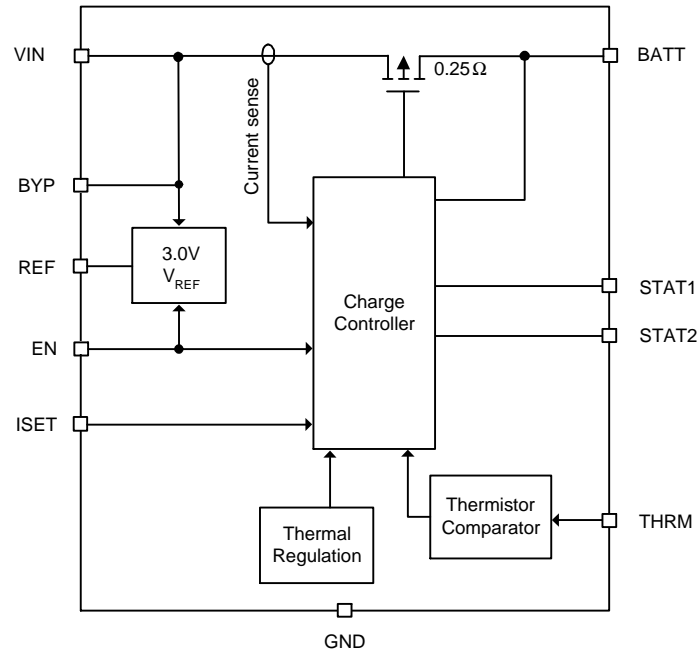 VIN
0.25Ω
BATT
Current sense
BYP
REF
3.0V
VREF
STAT1
Charge
Controller
STAT2
EN
ISET
Thermal
Regulation
Thermistor
Comparator
THRM
GND